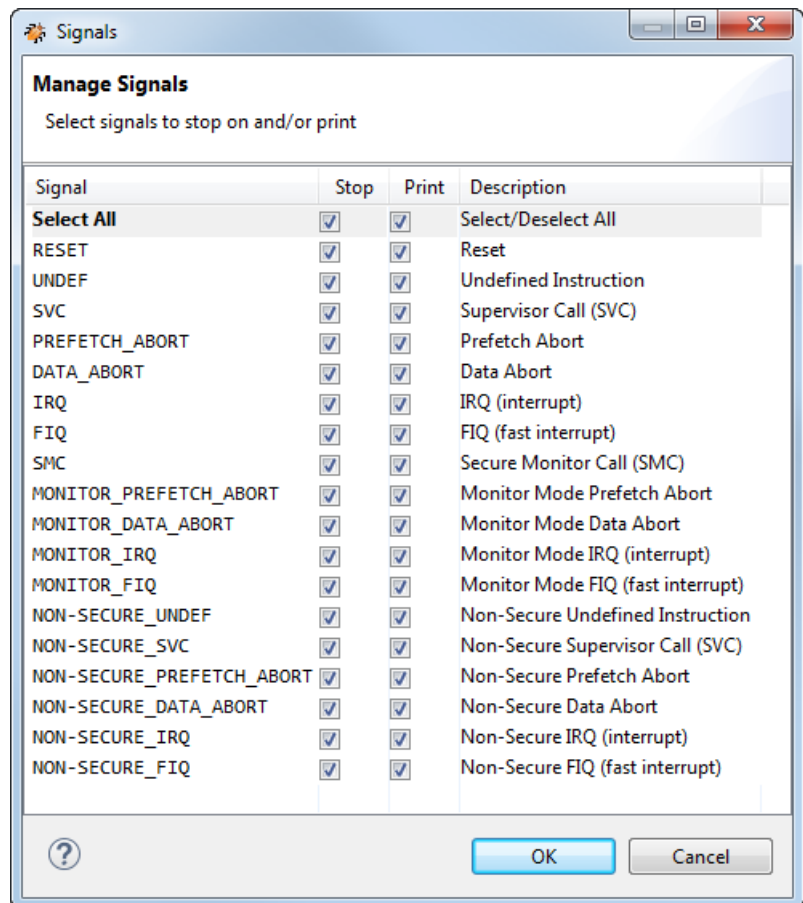 Signals
Manage Signals
Select signals to stop on and/or print
Signal Stop Print Description
Select All Select/Deselect All
RESET Reset
UNDEF Undefined Instruction
SVC Supervisor Call (SVC)
PREFETCH_ABORT Prefetch Abort
DATA_ABORT Data Abort
IRQ IRQ (interrupt)
FIQ FIQ (fast interrupt)
SMC Secure Monitor Call (SMC)
MONITOR_PREFETCH_ABORT Monitor Mode Prefetch Abort
MONITOR_DATA_ABORT Monitor Mode Data Abort
MONITOR_IRQ Monitor Mode IRQ (interrupt)
MONITOR_FIQ Monitor Mode FIQ (fast interrupt)
NON-SECURE_UNDEF Non-Secure Undefined Instruction
NON-SECURE_SVC Non-Secure Supervisor Call (SVC)
NON-SECURE_PREFETCH_ABORT Non-Secure Prefetch Abort
NON-SECURE_DATA_ABORT Non-Secure Data Abort
NON-SECURE_IRQ Non-Secure IRQ (interrupt)
NON-SECURE_FIQ Non-Secure FIQ (fast interrupt)
? OK Cancel